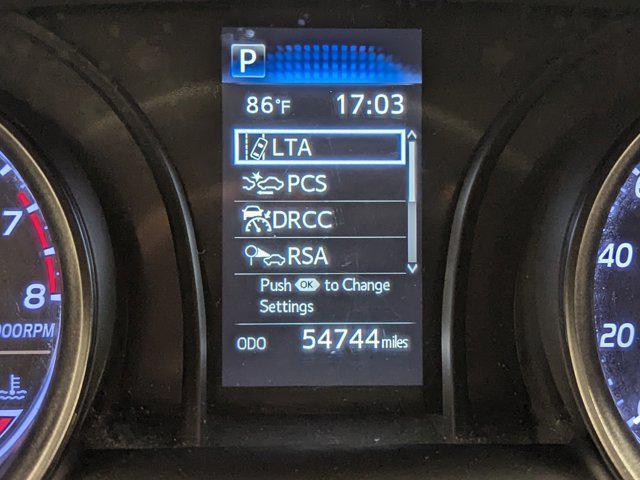 P
86°F 17:03
LTA
PCS
DRCC
RSA
Push OK to Change
Settings
ODO 54744 miles
7
8
000RPM
40
20